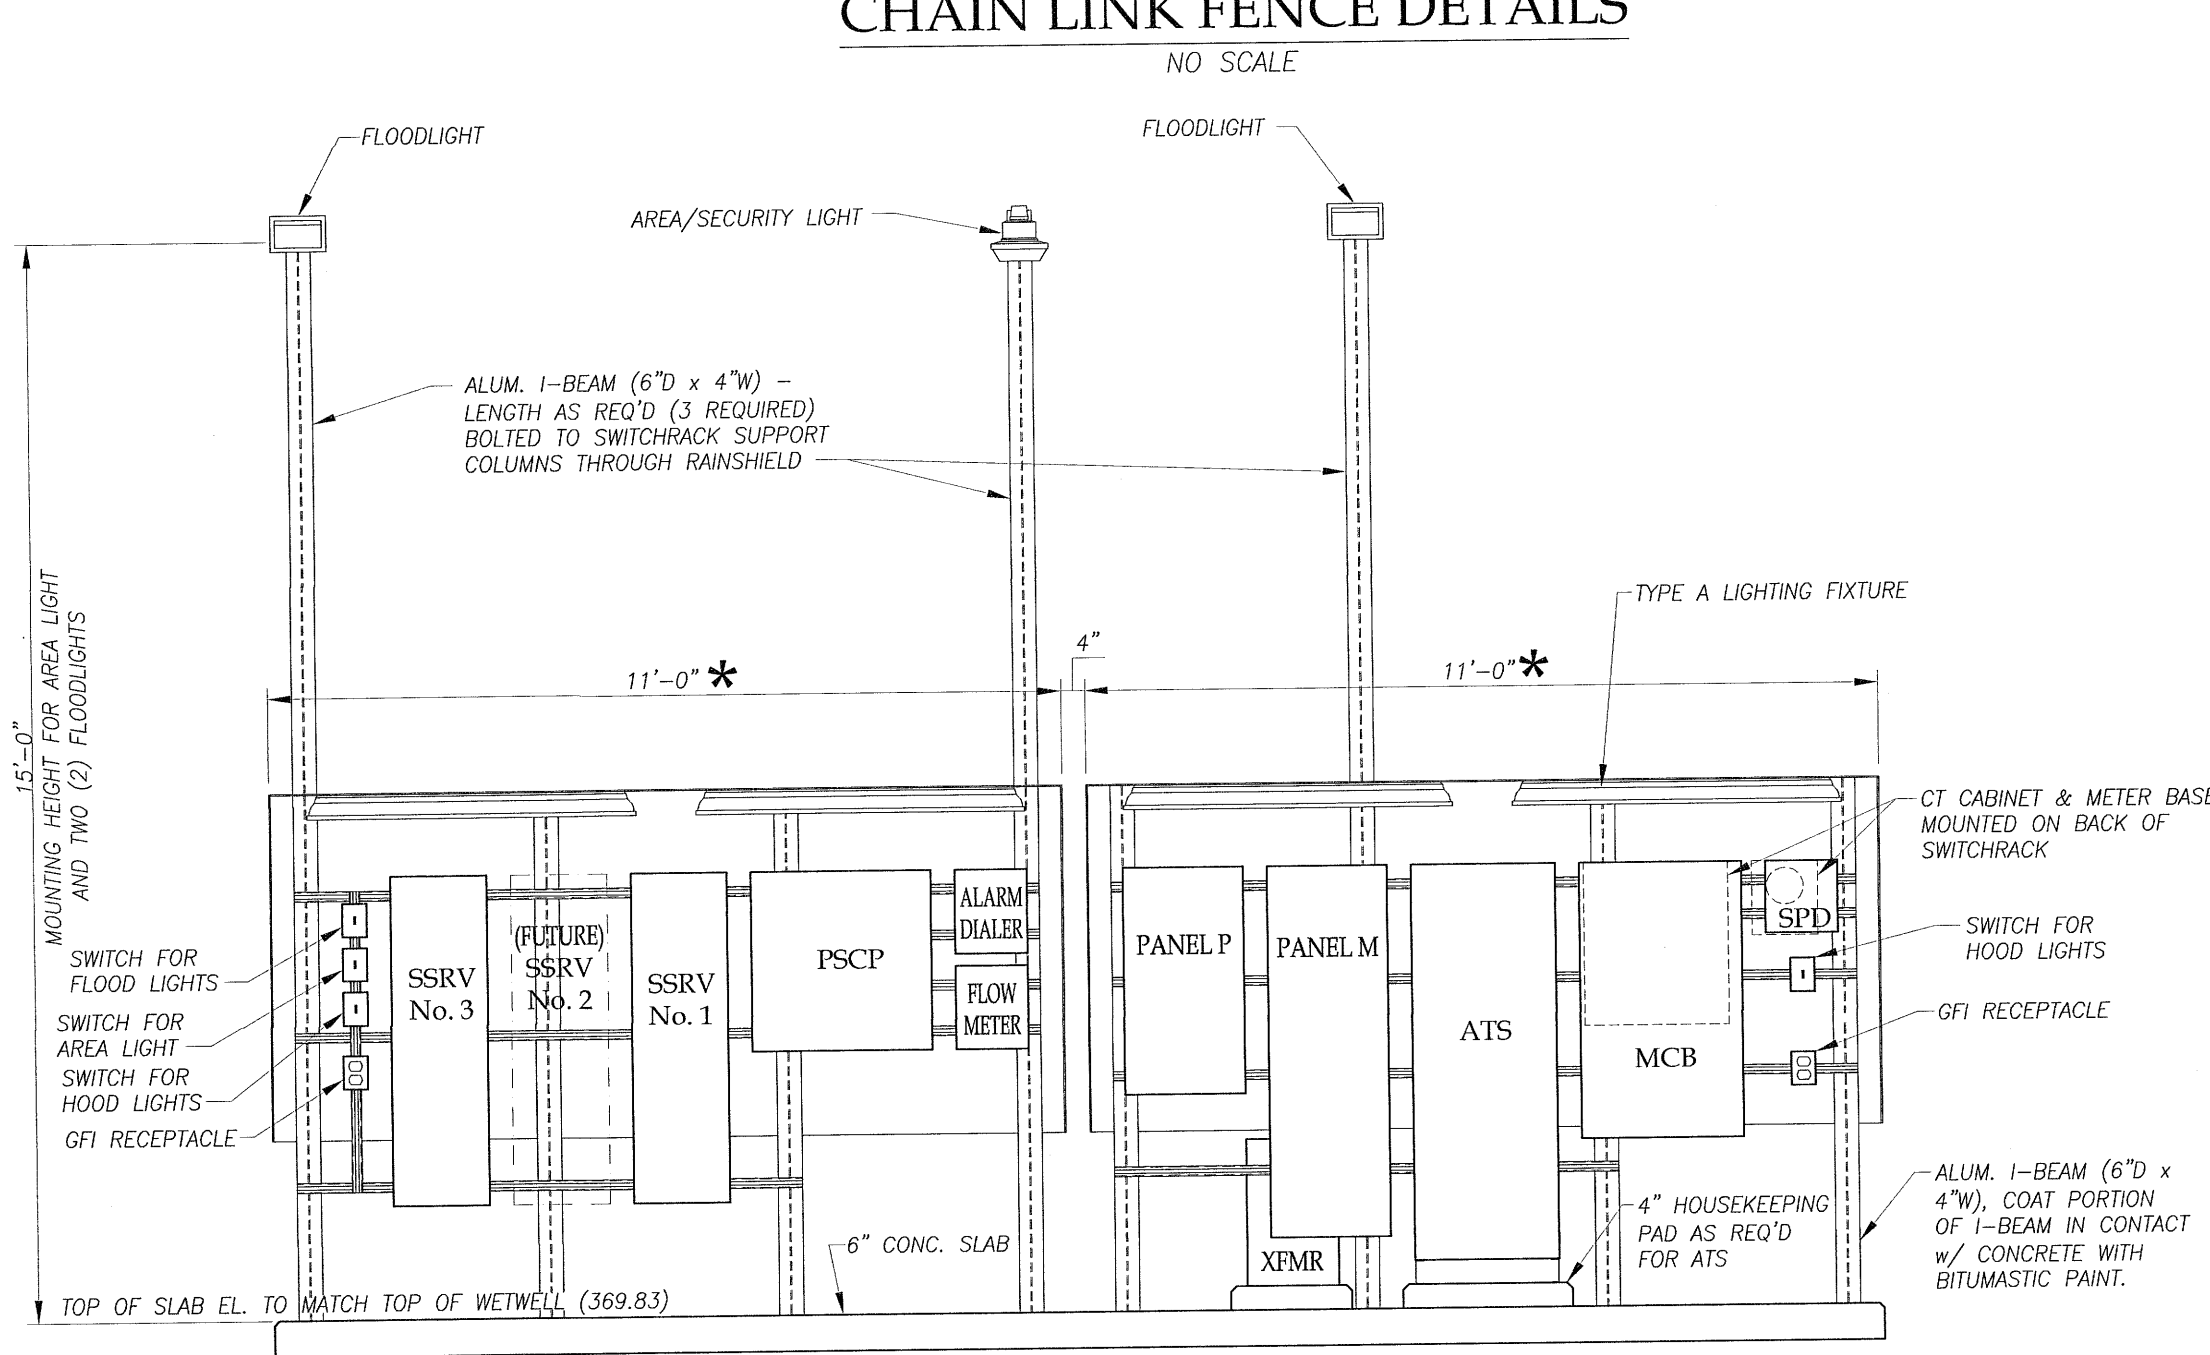 CHAIN LINK FENCE DETAILS
NO SCALE
FLOODLIGHT
FLOODLIGHT
AREA/SECURITY LIGHT
ALUM. I-BEAM (6"D x 4"W) -
LENGTH AS REQ'D (3 REQUIRED)
BOLTED TO SWITCHRACK SUPPORT
COLUMNS THROUGH RAINSHIELD
15'-0"
MOUNTING HEIGHT FOR AREA LIGHT
AND TWO (2) FLOODLIGHTS
TYPE A LIGHTING FIXTURE
11'-0" *
4"
11'-0" *
CT CABINET & METER BASE
MOUNTED ON BACK OF
SWITCHRACK
SWITCH FOR
FLOOD LIGHTS
SWITCH FOR
AREA LIGHT
SWITCH FOR
HOOD LIGHTS
GFI RECEPTACLE
SSRV
No. 3
(FUTURE)
SSRV
No. 2
SSRV
No. 1
PSCP
ALARM
DIALER
FLOW
METER
PANEL P
PANEL M
ATS
MCB
SPD
SWITCH FOR
HOOD LIGHTS
GFI RECEPTACLE
XFMR
4" HOUSEKEEPING
PAD AS REQ'D
FOR ATS
ALUM. I-BEAM (6"D x
4"W), COAT PORTION
OF I-BEAM IN CONTACT
w/ CONCRETE WITH
BITUMASTIC PAINT.
6" CONC. SLAB
TOP OF SLAB EL. TO MATCH TOP OF WETWELL (369.83)